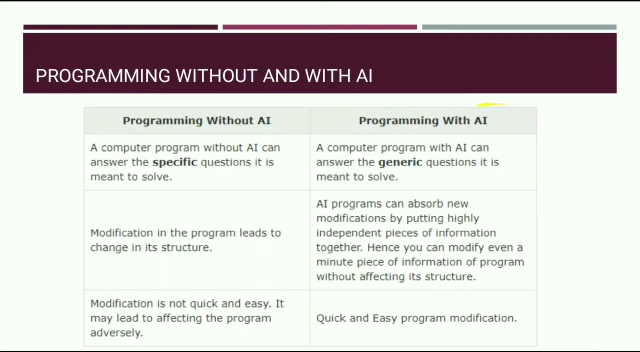 PROGRAMMING WITHOUT AND WITH AI
Programming Without AI
Programming With AI
A computer program without AI can
answer the specific questions it is
meant to solve.
A computer program with AI can
answer the generic questions it is
meant to solve.
Modification in the program leads to
change in its structure.
AI programs can absorb new
modifications by putting highly
independent pieces of information
together. Hence you can modify even a
minute piece of information of program
without affecting its structure.
Modification is not quick and easy. It
may lead to affecting the program
adversely.
Quick and Easy program modification.